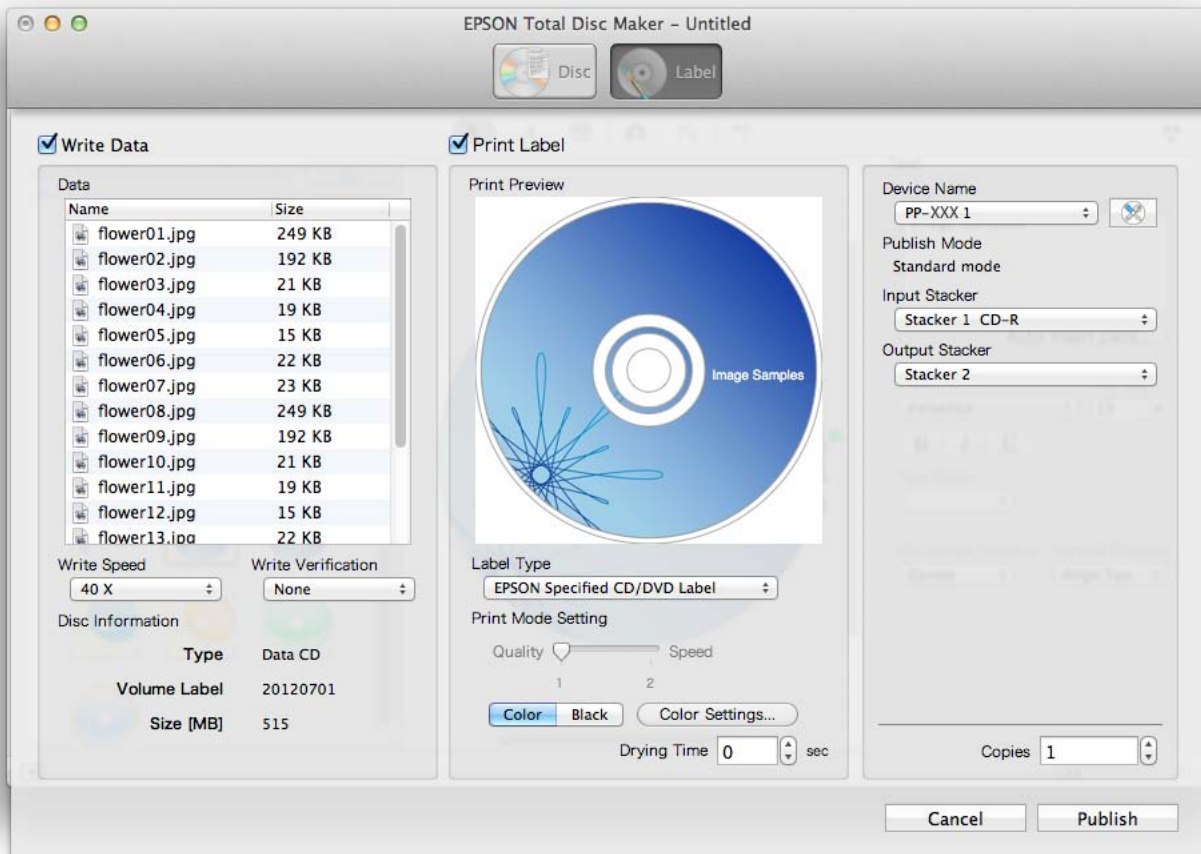 EPSON Total Disc Maker – Untitled
Disc
Label
Write Data
Data
Name Size
flower01.jpg 249 KB
flower02.jpg 192 KB
flower03.jpg 21 KB
flower04.jpg 19 KB
flower05.jpg 15 KB
flower06.jpg 22 KB
flower07.jpg 23 KB
flower08.jpg 249 KB
flower09.jpg 192 KB
flower10.jpg 21 KB
flower11.jpg 19 KB
flower12.jpg 15 KB
flower13.jpg 22 KB
Write Speed Write Verification
40 X None
Disc Information
Type Data CD
Volume Label 20120701
Size [MB] 515
Print Label
Print Preview
Image Samples
Label Type
EPSON Specified CD/DVD Label
Print Mode Setting
Quality Speed
1 2
Color Black Color Settings...
Drying Time 0 sec
Device Name
PP-XXX 1
Publish Mode
Standard mode
Input Stacker
Stacker 1 CD-R
Output Stacker
Stacker 2
Copies 1
Cancel Publish